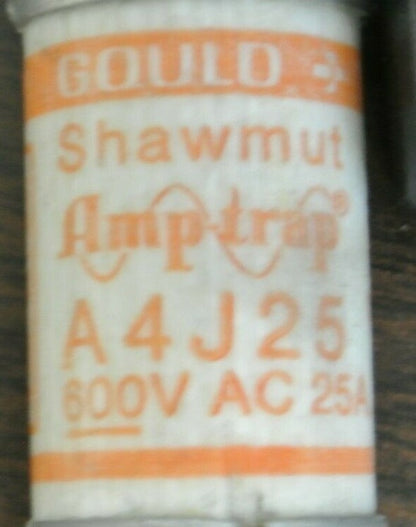 GOULD
Shawmut
Amp-trap®
A4J25
600V AC 25A